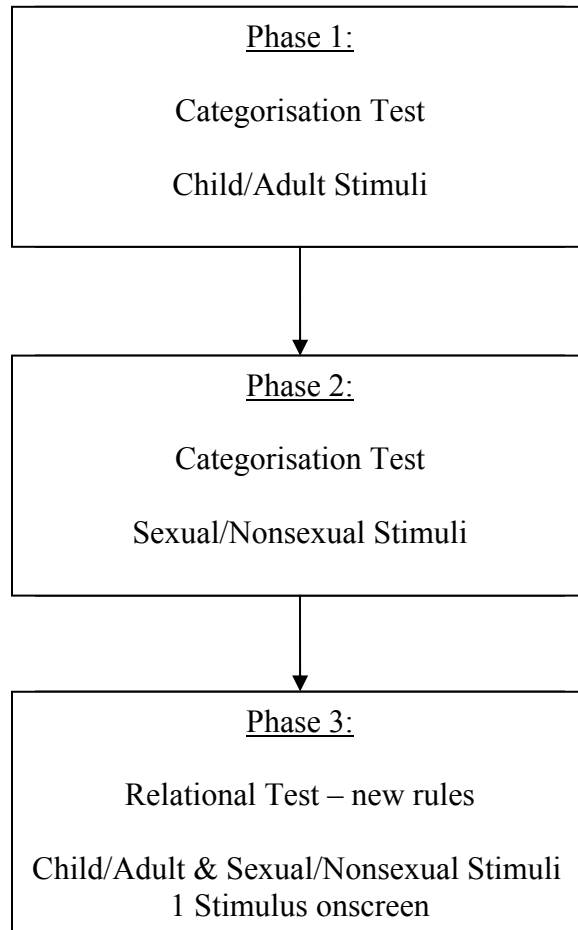 Phase 1:
Categorisation Test
Child/Adult Stimuli
Phase 2:
Categorisation Test
Sexual/Nonsexual Stimuli
Phase 3:
Relational Test – new rules
Child/Adult & Sexual/Nonsexual Stimuli
1 Stimulus onscreen